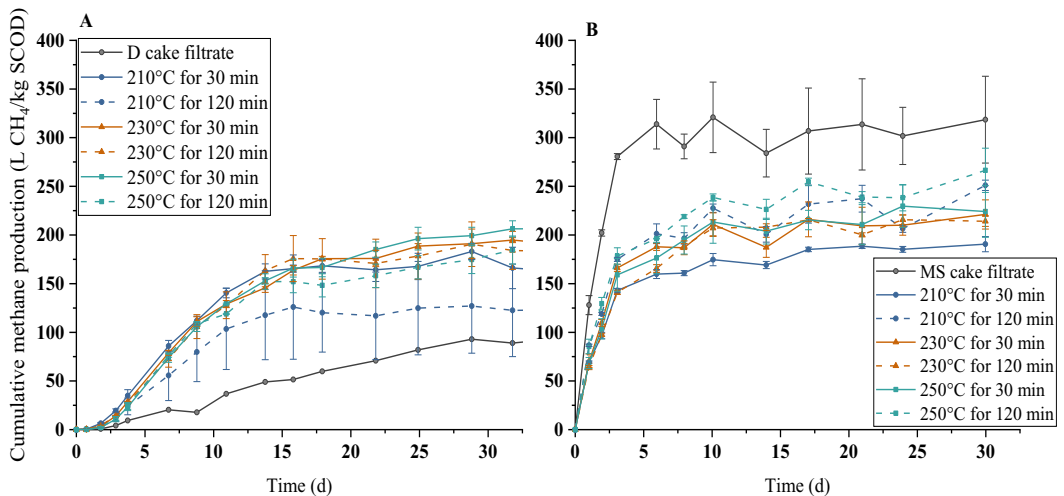 A
B
Cumulative methane production (L CH4/kg SCOD)
400
350
300
250
200
150
100
50
0
D cake filtrate
210°C for 30 min
210°C for 120 min
230°C for 30 min
230°C for 120 min
250°C for 30 min
250°C for 120 min
0 5 10 15 20 25 30
Time (d)
400
350
300
250
200
150
100
50
0
MS cake filtrate
210°C for 30 min
210°C for 120 min
230°C for 30 min
230°C for 120 min
250°C for 30 min
250°C for 120 min
0 5 10 15 20 25 30
Time (d)